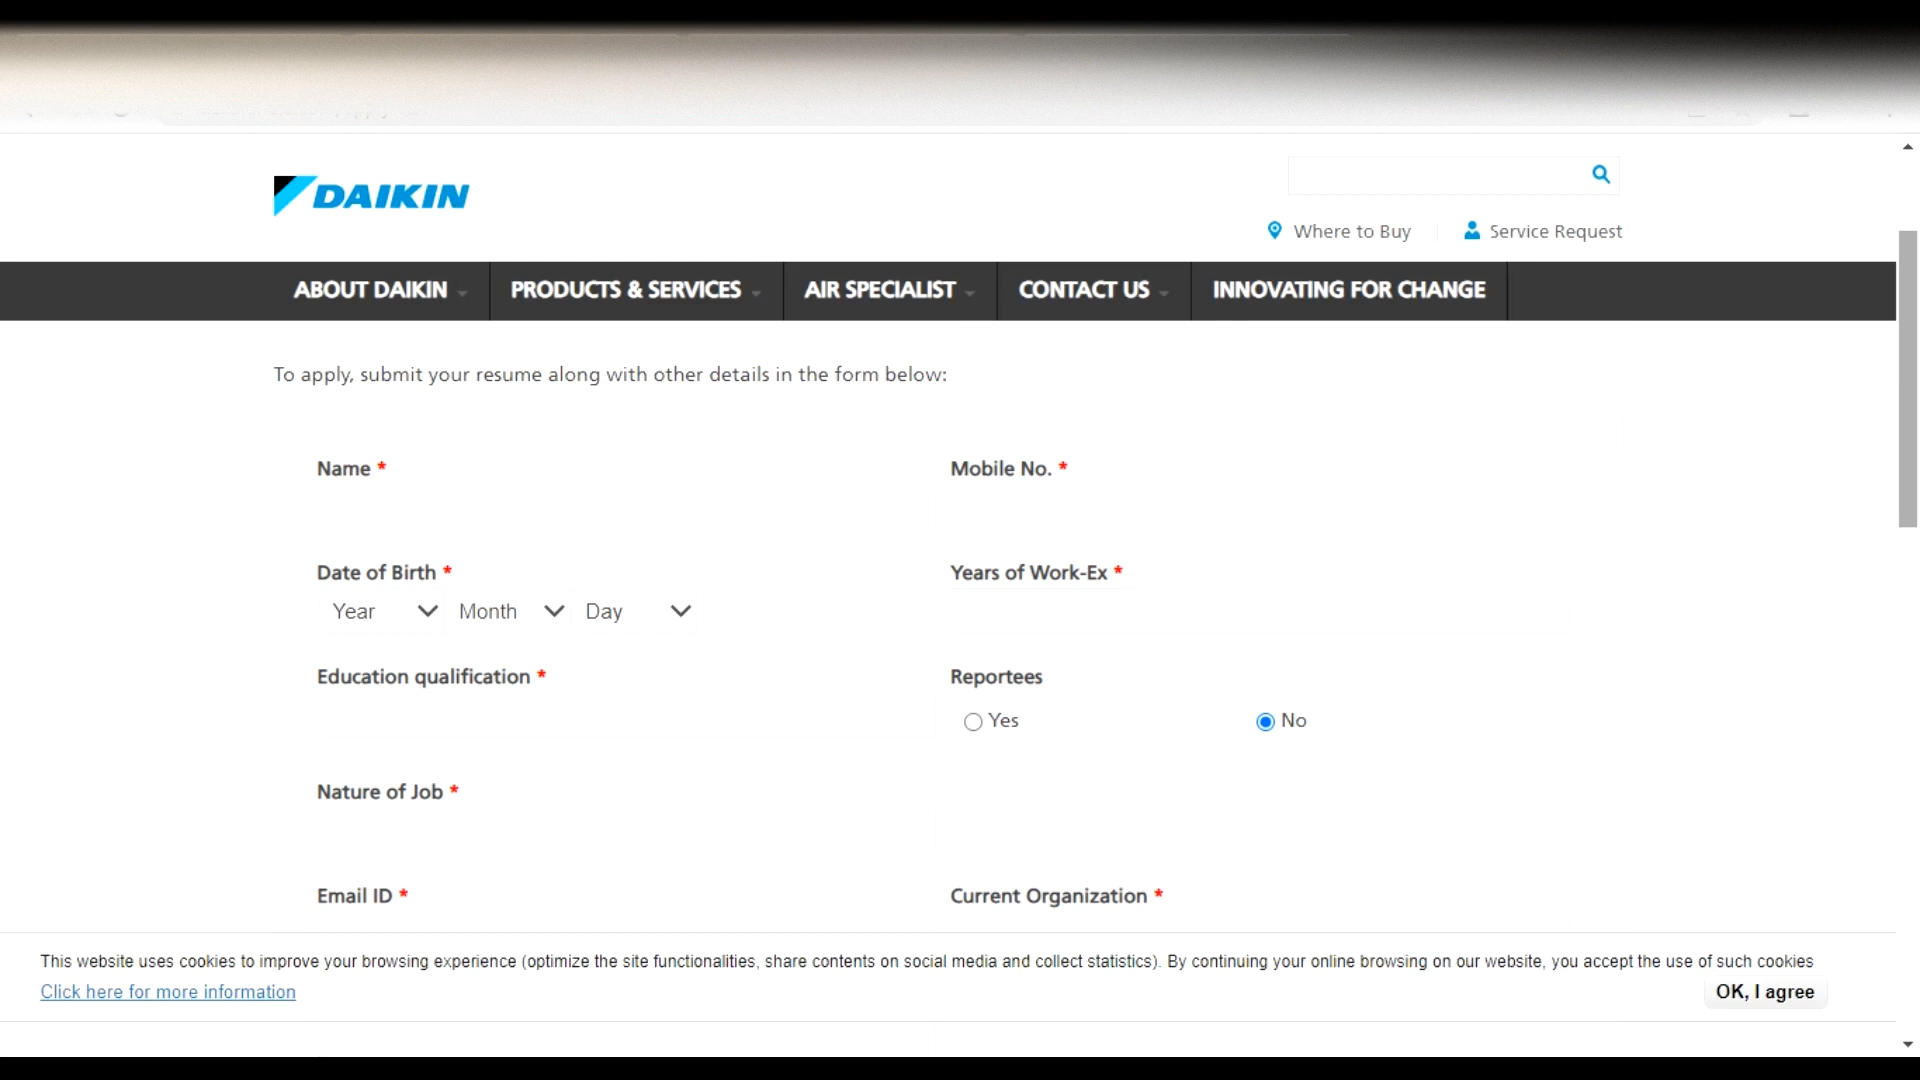 DAIKIN
Where to Buy
Service Request
ABOUT DAIKIN
PRODUCTS & SERVICES
AIR SPECIALIST
CONTACT US
INNOVATING FOR CHANGE
To apply, submit your resume along with other details in the form below:
Name *
Mobile No. *
Date of Birth *
Years of Work-Ex *
Year
Month
Day
Education qualification *
Reportees
Yes
No
Nature of Job *
Email ID *
Current Organization *
This website uses cookies to improve your browsing experience (optimize the site functionalities, share contents on social media and collect statistics). By continuing your online browsing on our website, you accept the use of such cookies
Click here for more information
OK, I agree